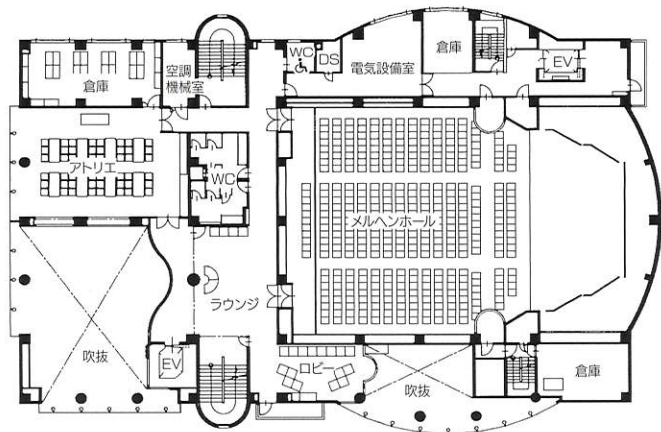 倉庫
空調
機械室
WC
DS
電気設備室
倉庫
EV
アトリエ
WC
メルヘンホール
ラウンジ
吹抜
EV
ロビー
吹抜
倉庫